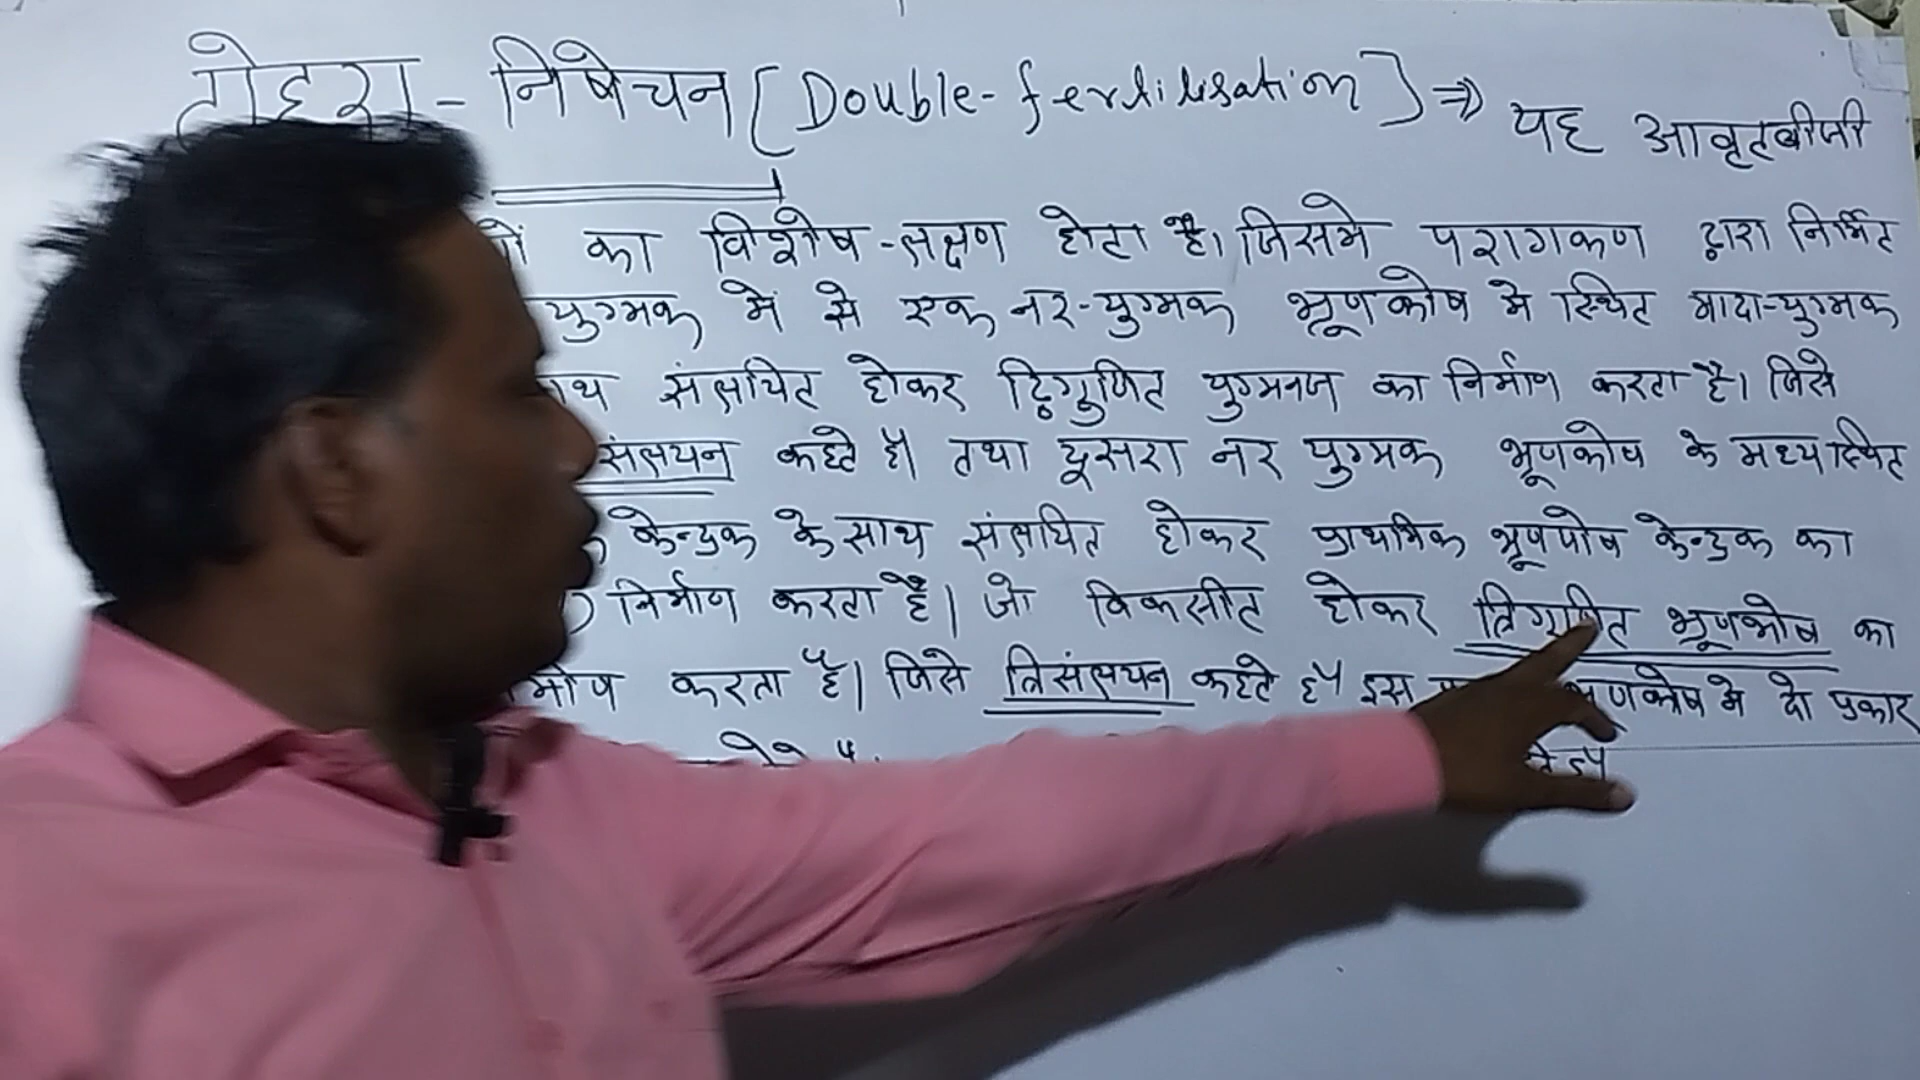 दोहरा - निषेचन [Double-fertilisation] ⇒ यह आवृतबीजी
का विशेष-लक्षण होता है। जिसमे परागकण द्वारा निर्मित
युग्मक में से एक नर-युग्मक भ्रूणकोष मे स्थित मादा-युग्मक
संलयित होकर द्विगुणित युग्मनज का निर्माण करता है। जिसे
संलयन कहते है। तथा दूसरा नर युग्मक भ्रूणकोष के मध्य स्थित
केन्द्रक के साथ संलयित होकर प्राथमिक भ्रूणपोष केन्द्रक का
निर्माण करता है। जो विकसीत होकर त्रिगुणित भ्रूणकोष का
करता है। जिसे त्रिसंलयन कहते है इस भ्रूणकोष मे दो प्रकार